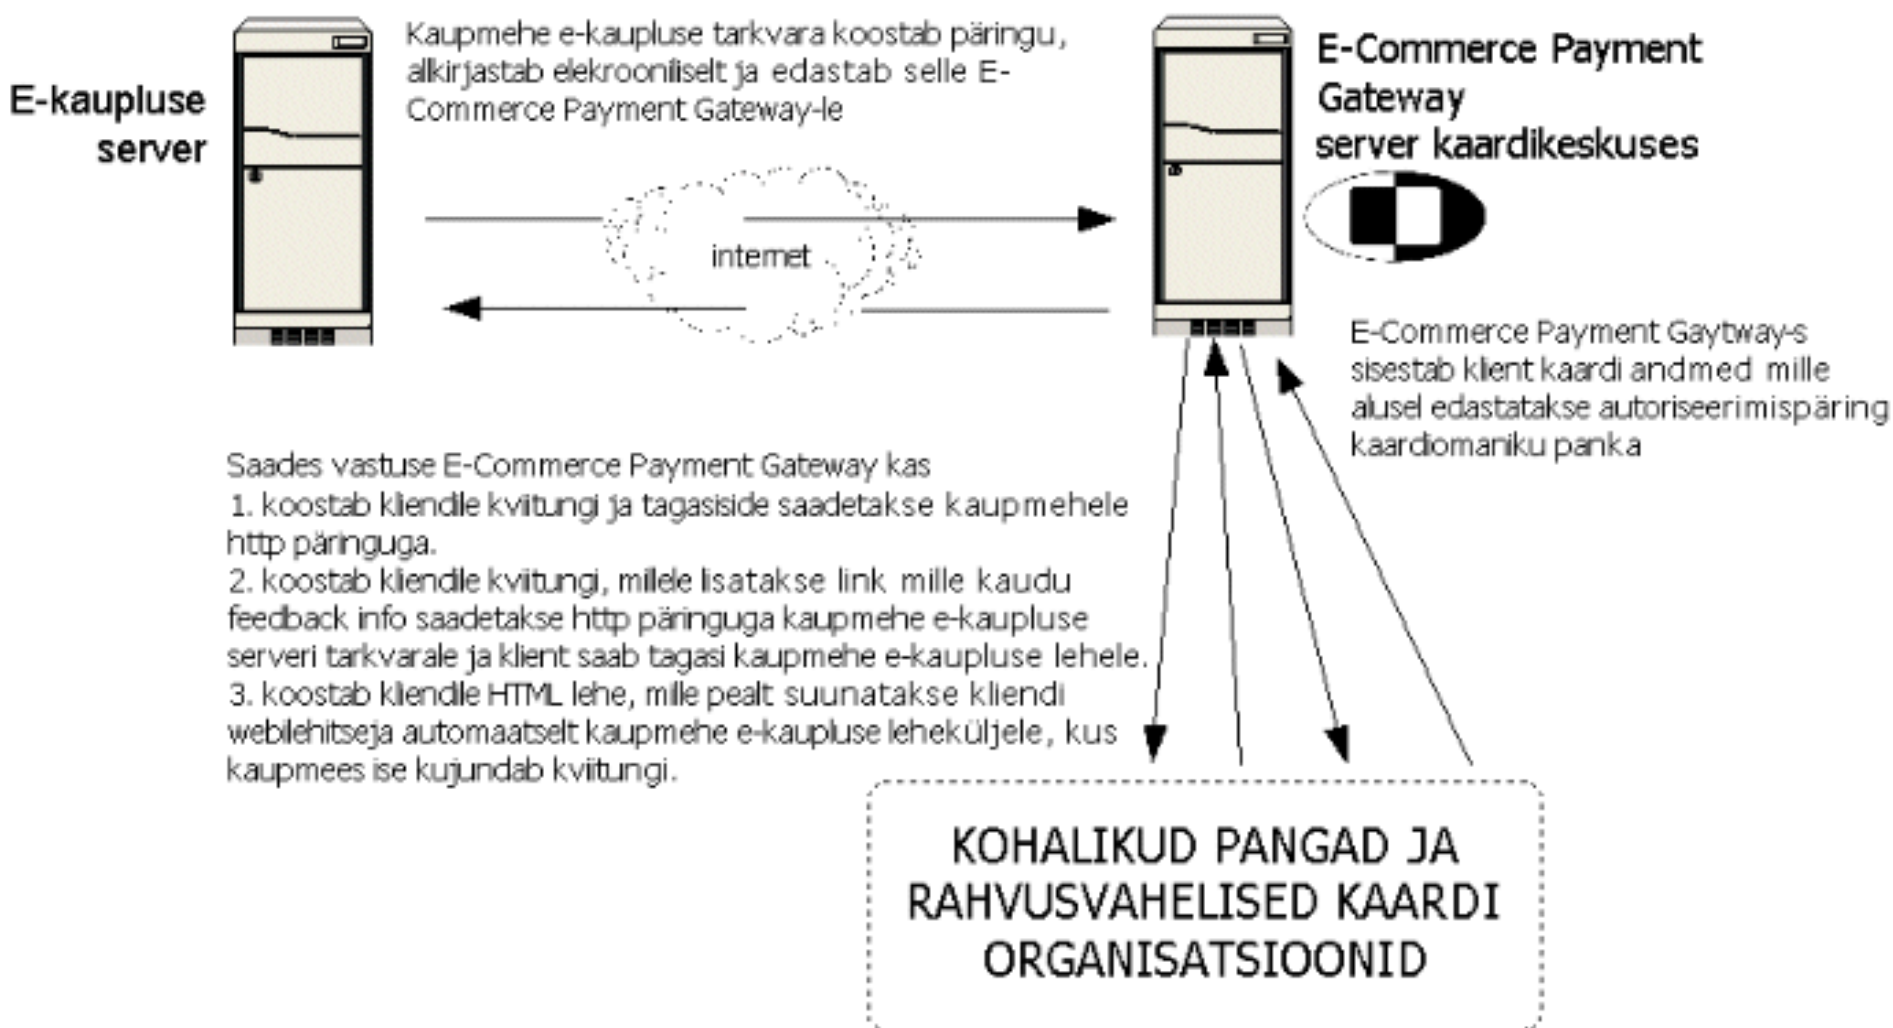 E-kaupluse
server
Kaupmehe e-kaupluse tarkvara koostab päringu,
allkirjastab elekrooniliselt ja edastab selle E-
Commerce Payment Gateway-le
E-Commerce Payment
Gateway
server kaardikeskuses
internet
E-Commerce Payment Gaytway-s
sisestab klient kaardi andmed mille
alusel edastatakse autoriseerimispäring
kaardiomaniku panka
Saades vastuse E-Commerce Payment Gateway kas
1. koostab kliendile kviitungi ja tagasiside saadetakse kaupmehele
http päringuga.
2. koostab kliendile kviitungi, millele lisatakse link mille kaudu
feedback info saadetakse http päringuga kaupmehe e-kaupluse
serveri tarkvarale ja klient saab tagasi kaupmehe e-kaupluse lehele.
3. koostab kliendile HTML lehe, mille pealt suunatakse kliendi
webilehitseja automaatselt kaupmehe e-kaupluse leheküljele, kus
kaupmees ise kujundab kviitungi.
KOHALIKUD PANGAD JA
RAHVUSVAHELISED KAARDI
ORGANISATSIOONID